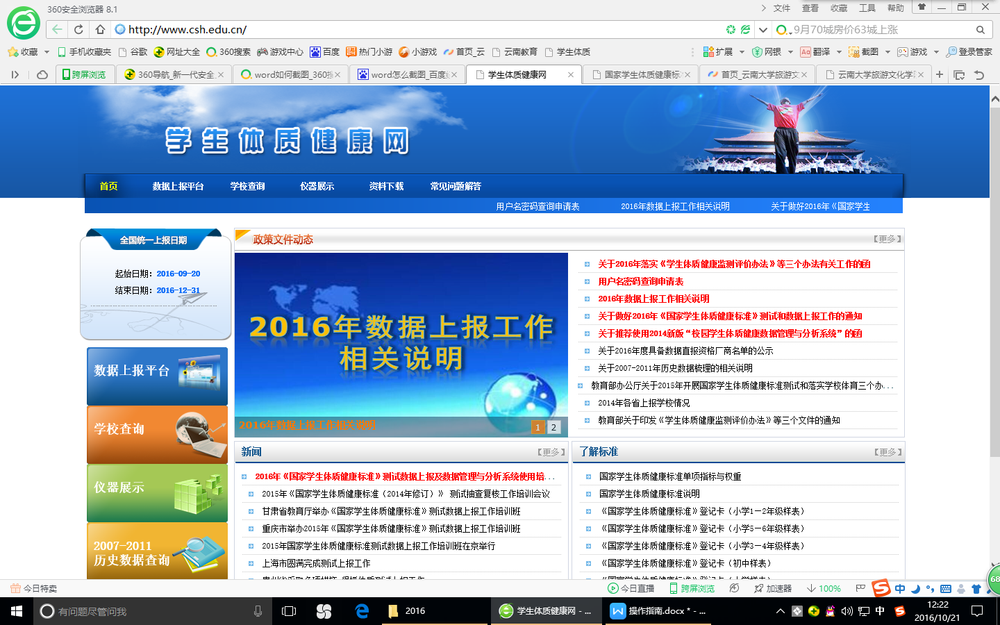 360安全浏览器 8.1
文件 查看 收藏 工具 帮助
http://www.csh.edu.cn/
9月70城房价63城上涨
收藏 手机收藏夹 谷歌 网址大全 360搜索 游戏中心 百度 热门小游 小游戏 首页_云 云南教育 学生体质
扩展 网银 翻译 截图 游戏 登录管家
跨屏浏览 360导航_新一代安全 word如何截图_360搜 word怎么截图_百度 学生体质健康网 国家学生体质健康标 首页_云南大学旅游文 云南大学旅游文化学
学生体质健康网
首页 数据上报平台 学校查询 仪器展示 资料下载 常见问题解答
用户名密码查询申请表 2016年数据上报工作相关说明 关于做好2016年《国家学生
全国统一上报日期
起始日期：2016-09-20
结束日期：2016-12-31
数据上报平台
学校查询
仪器展示
2007-2011
历史数据查询
政策文件动态
【更多】
2016年数据上报工作
相关说明
2016年数据上报工作相关说明
1 2
关于2016年落实《学生体质健康监测评价办法》等三个办法有关工作的函
用户名密码查询申请表
2016年数据上报工作相关说明
关于做好2016年《国家学生体质健康标准》测试和数据上报工作的通知
关于推荐使用2014新版“校园学生体质健康数据管理与分析系统”的函
关于2016年度具备数据直报资格厂商名单的公示
关于2007-2011年历史数据梳理的相关说明
教育部办公厅关于2015年开展国家学生体质健康标准测试和落实学校体育三个办...
2014年各省上报学校情况
教育部关于印发《学生体质健康监测评价办法》等三个文件的通知
新闻
【更多】
2016年《国家学生体质健康标准》测试数据上报及数据管理与分析系统使用培...
2015年《国家学生体质健康标准（2014年修订）》 测试抽查复核工作培训会议
甘肃省教育厅举办《国家学生体质健康标准》测试数据上报工作培训班
重庆市举办2015年《国家学生体质健康标准》测试数据上报工作培训班
2015年国家学生体质健康标准测试数据上报工作培训班在京举行
上海市圆满完成测试上报工作
了解标准
【更多】
国家学生体质健康标准单项指标与权重
国家学生体质健康标准说明
《国家学生体质健康标准》登记卡（小学1－2年级样表）
《国家学生体质健康标准》登记卡（小学5－6年级样表）
《国家学生体质健康标准》登记卡（小学3－4年级样表）
《国家学生体质健康标准》登记卡（初中样表）
《国家学生体质健康标准》登记卡（大学样表）
68
今日特卖
今日直播 跨屏浏览 加速器 100%
中
有问题尽管问我
2016
学生体质健康网 - ...
操作指南.docx * - ...
中
12:22
2016/10/21